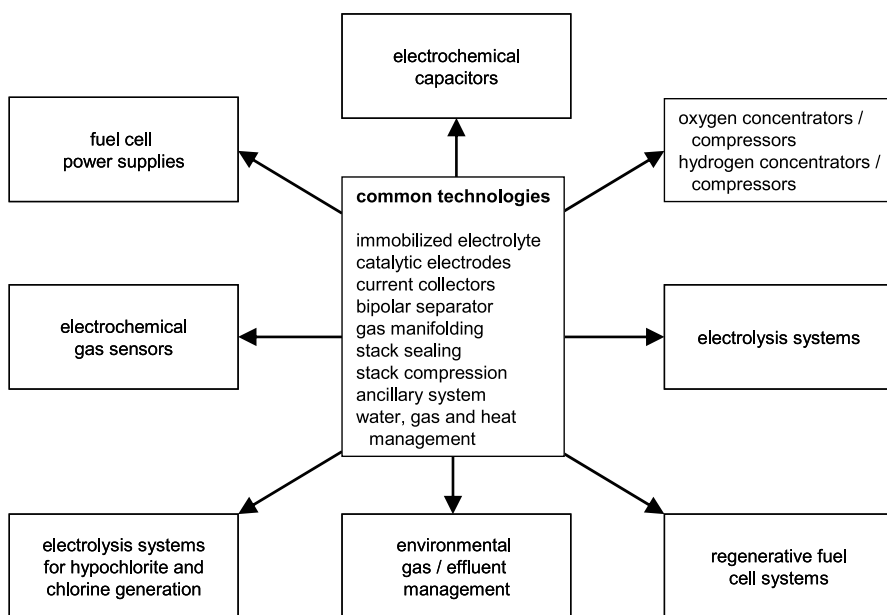 electrochemical
capacitors
fuel cell
power supplies
oxygen concentrators /
compressors
hydrogen concentrators /
compressors
common technologies
immobilized electrolyte
catalytic electrodes
current collectors
bipolar separator
gas manifolding
stack sealing
stack compression
ancillary system
water, gas and heat
management
electrochemical
gas sensors
electrolysis systems
electrolysis systems
for hypochlorite and
chlorine generation
environmental
gas / effluent
management
regenerative fuel
cell systems